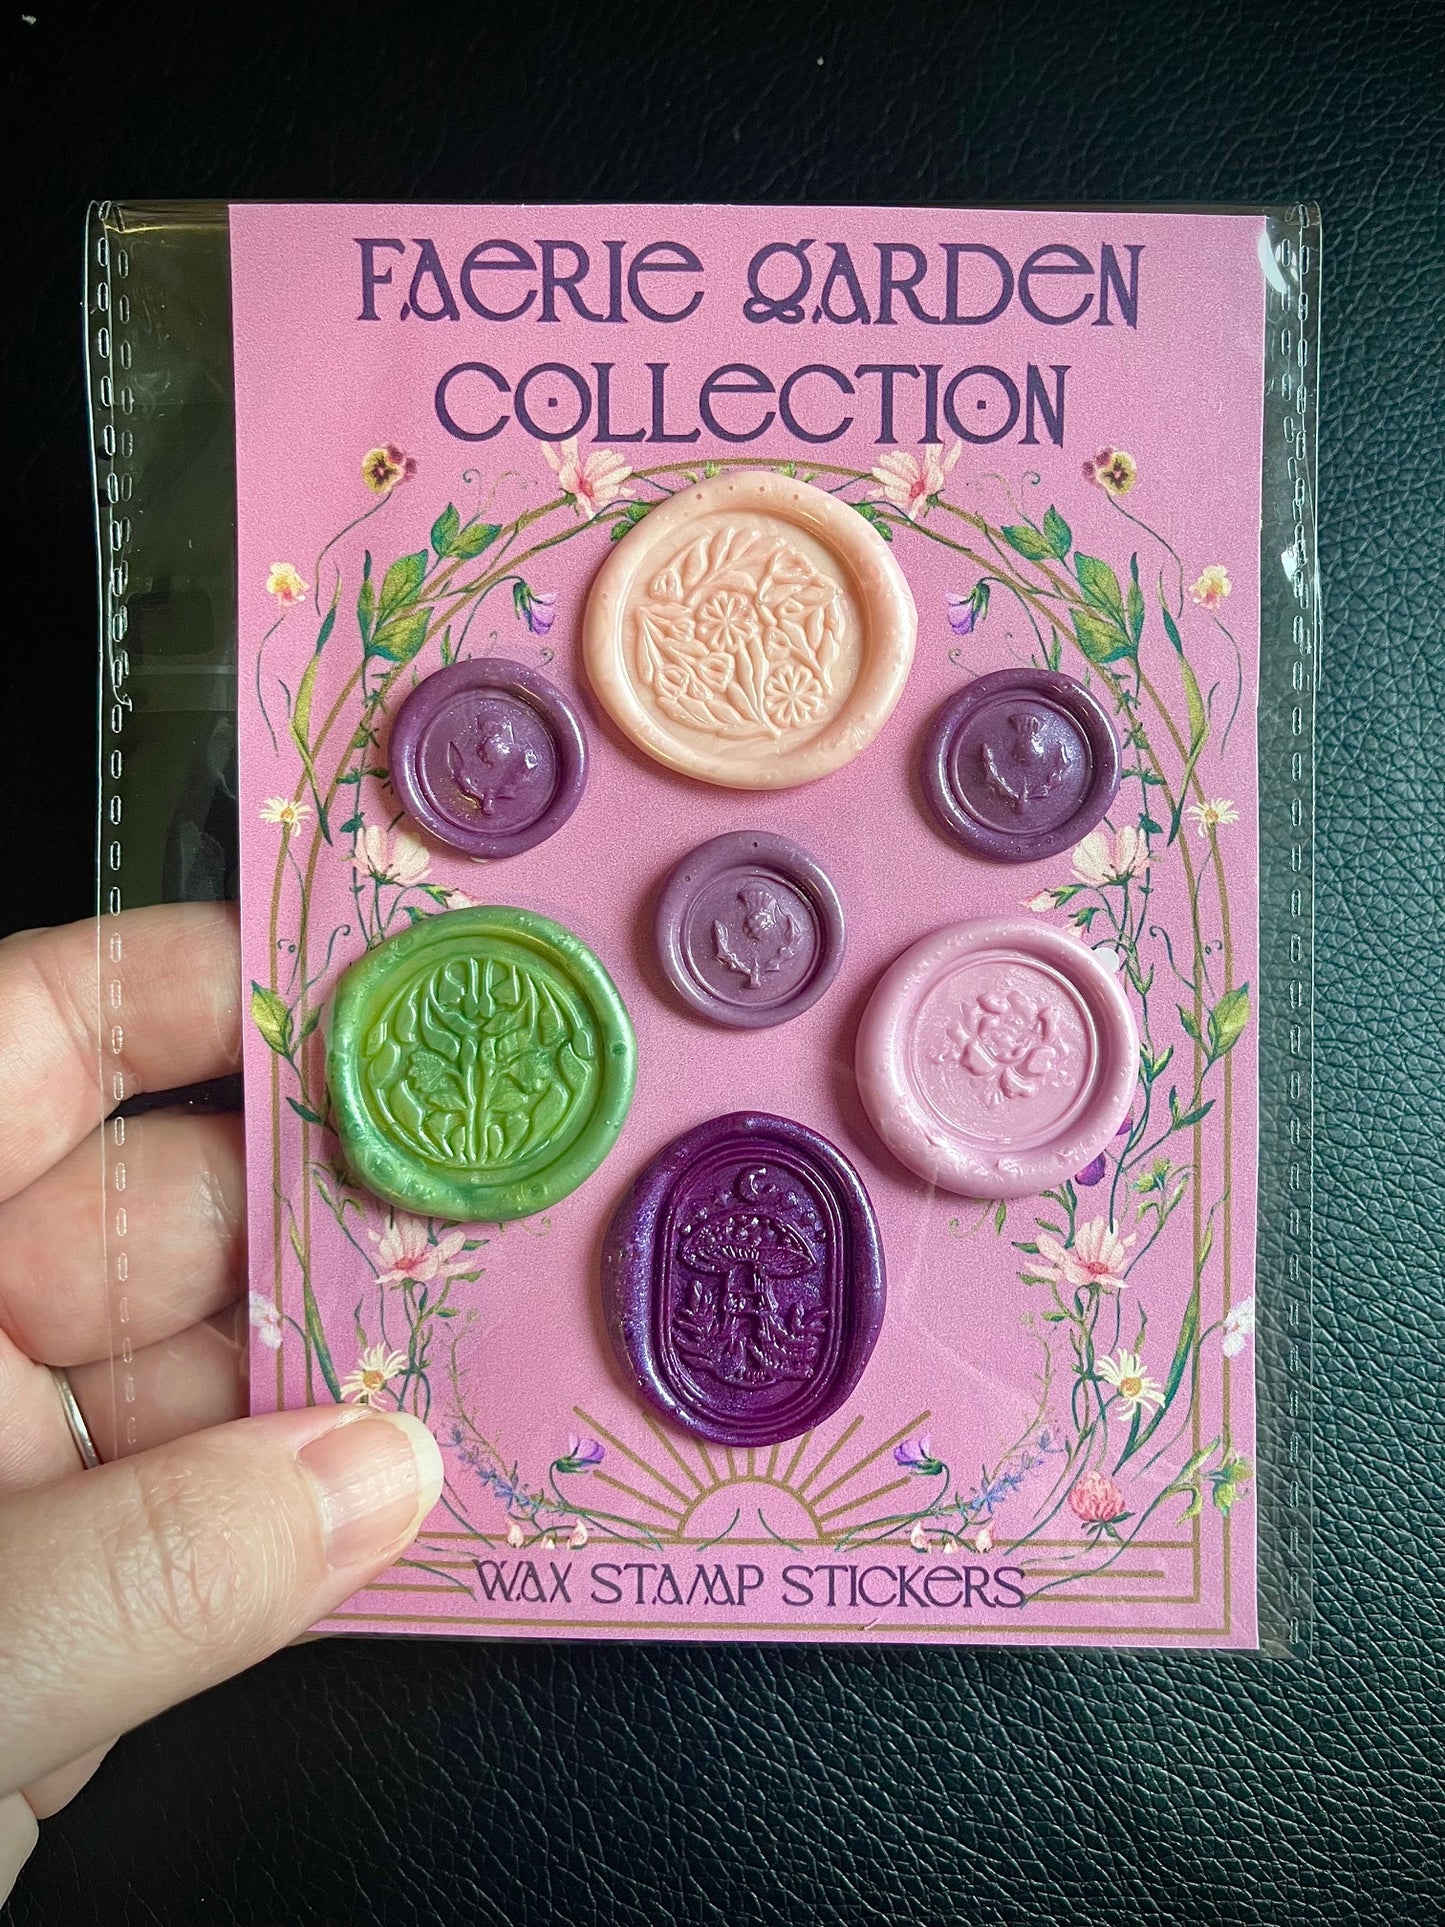 FAERIE GARDEN
COLLECTION
WAX STAMP STICKERS